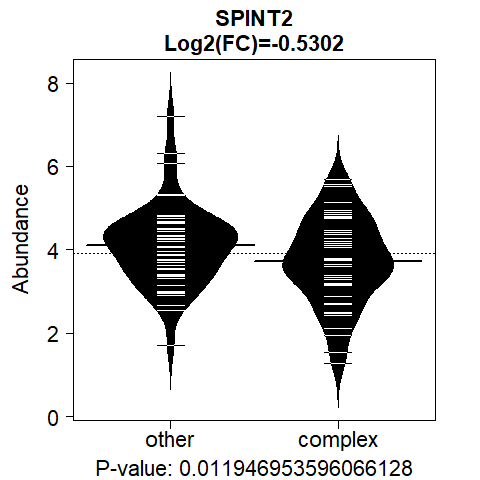 SPINT2
Log2(FC)=-0.5302
Abundance
8
6
4
2
0
other complex
P-value: 0.011946953596066128